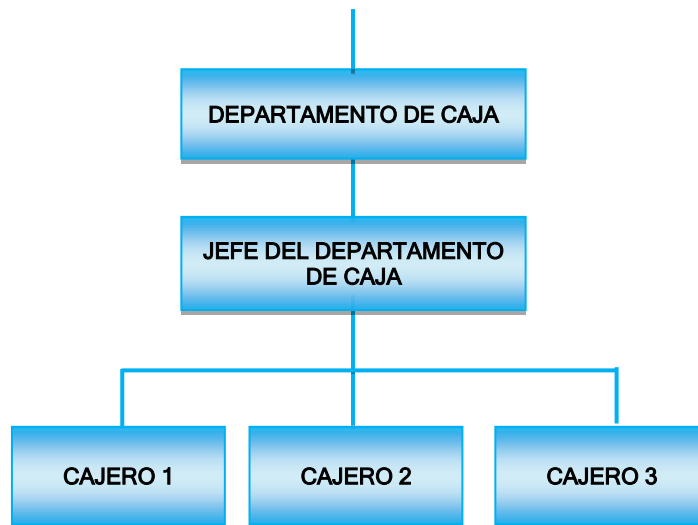 DEPARTAMENTO DE CAJA
JEFE DEL DEPARTAMENTO
DE CAJA
CAJERO 1
CAJERO 2
CAJERO 3